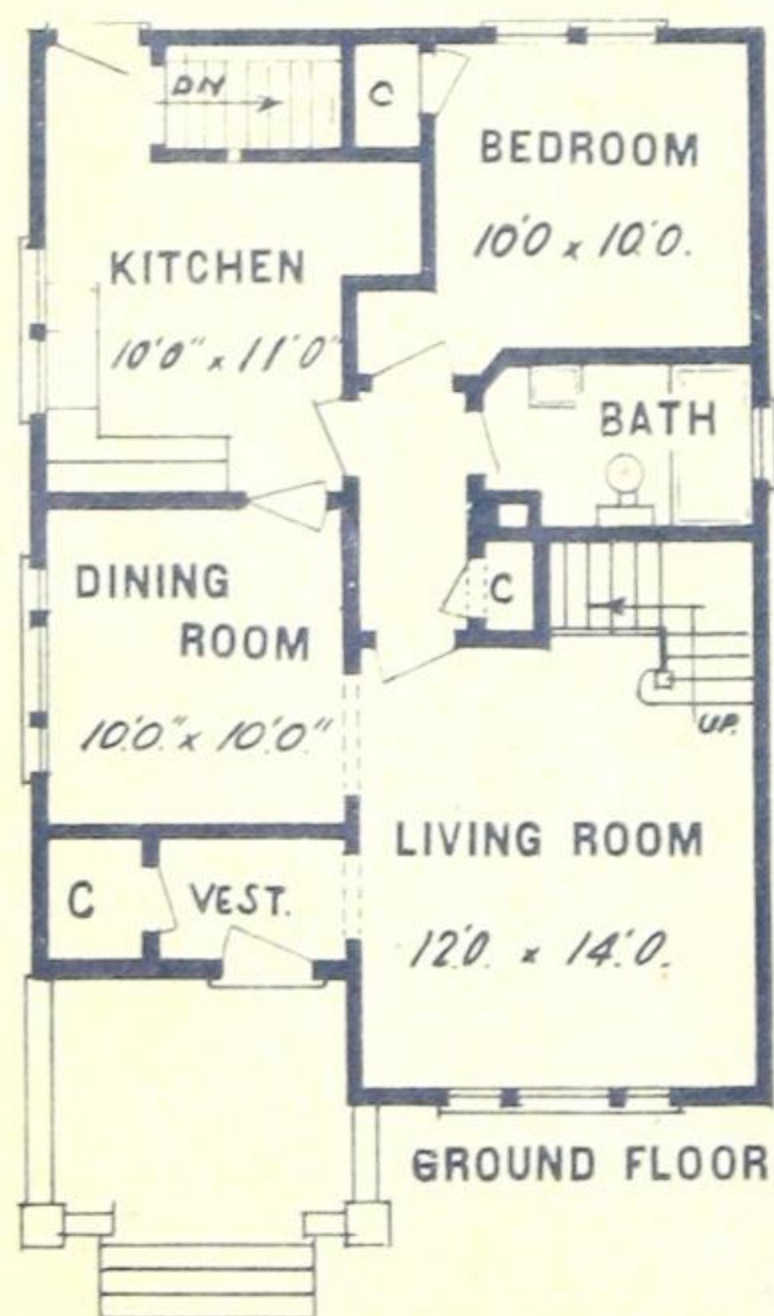 DN
C
BEDROOM
10'0 x 10'0.
KITCHEN
10'0" x 11'0"
BATH
DINING
ROOM
10'0" x 10'0"
C
UP.
LIVING ROOM
12'0. x 14'0.
C
VEST.
GROUND FLOOR